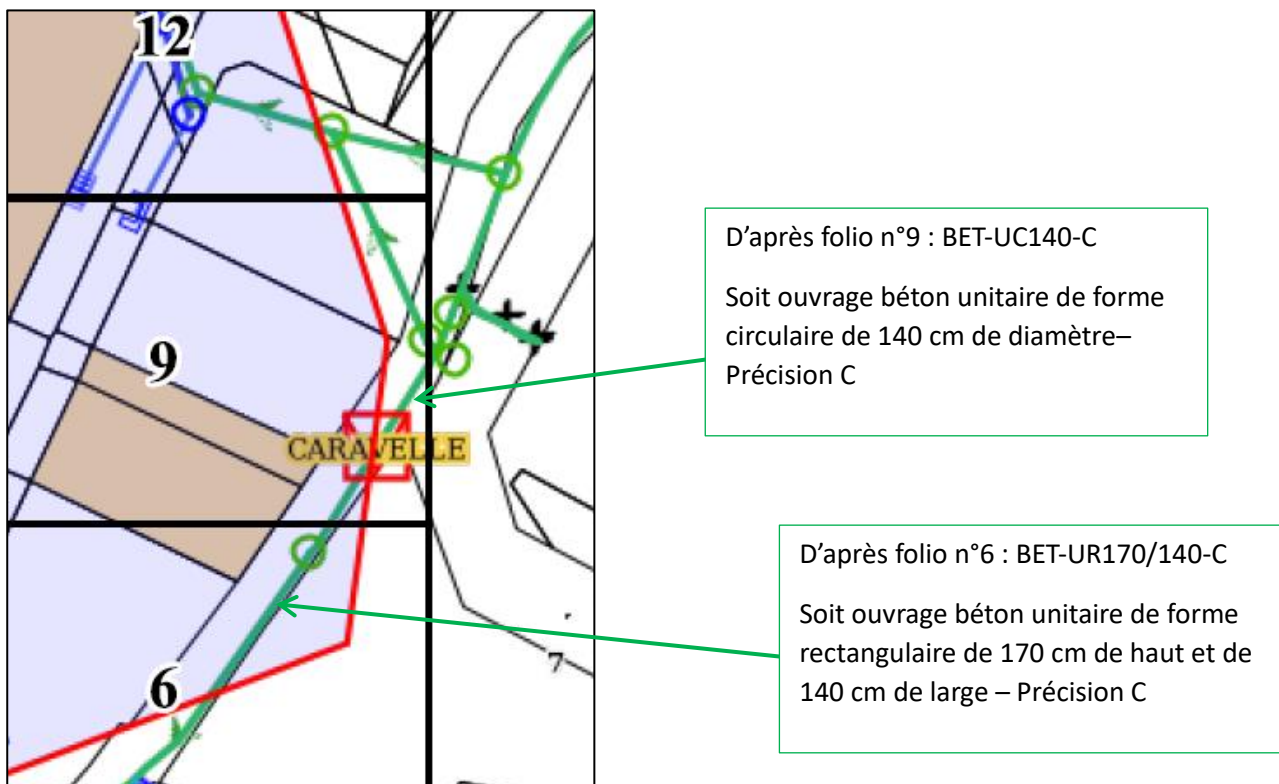 12
9
CARAVELLE
6
7
D'après folio n°9 : BET-UC140-C
Soit ouvrage béton unitaire de forme
circulaire de 140 cm de diamètre–
Précision C
D'après folio n°6 : BET-UR170/140-C
Soit ouvrage béton unitaire de forme
rectangulaire de 170 cm de haut et de
140 cm de large – Précision C